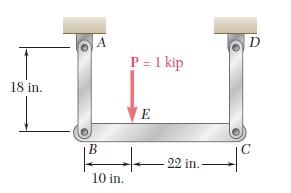 A
D
P = 1 kip
18 in.
E
B
C
22 in.
10 in.